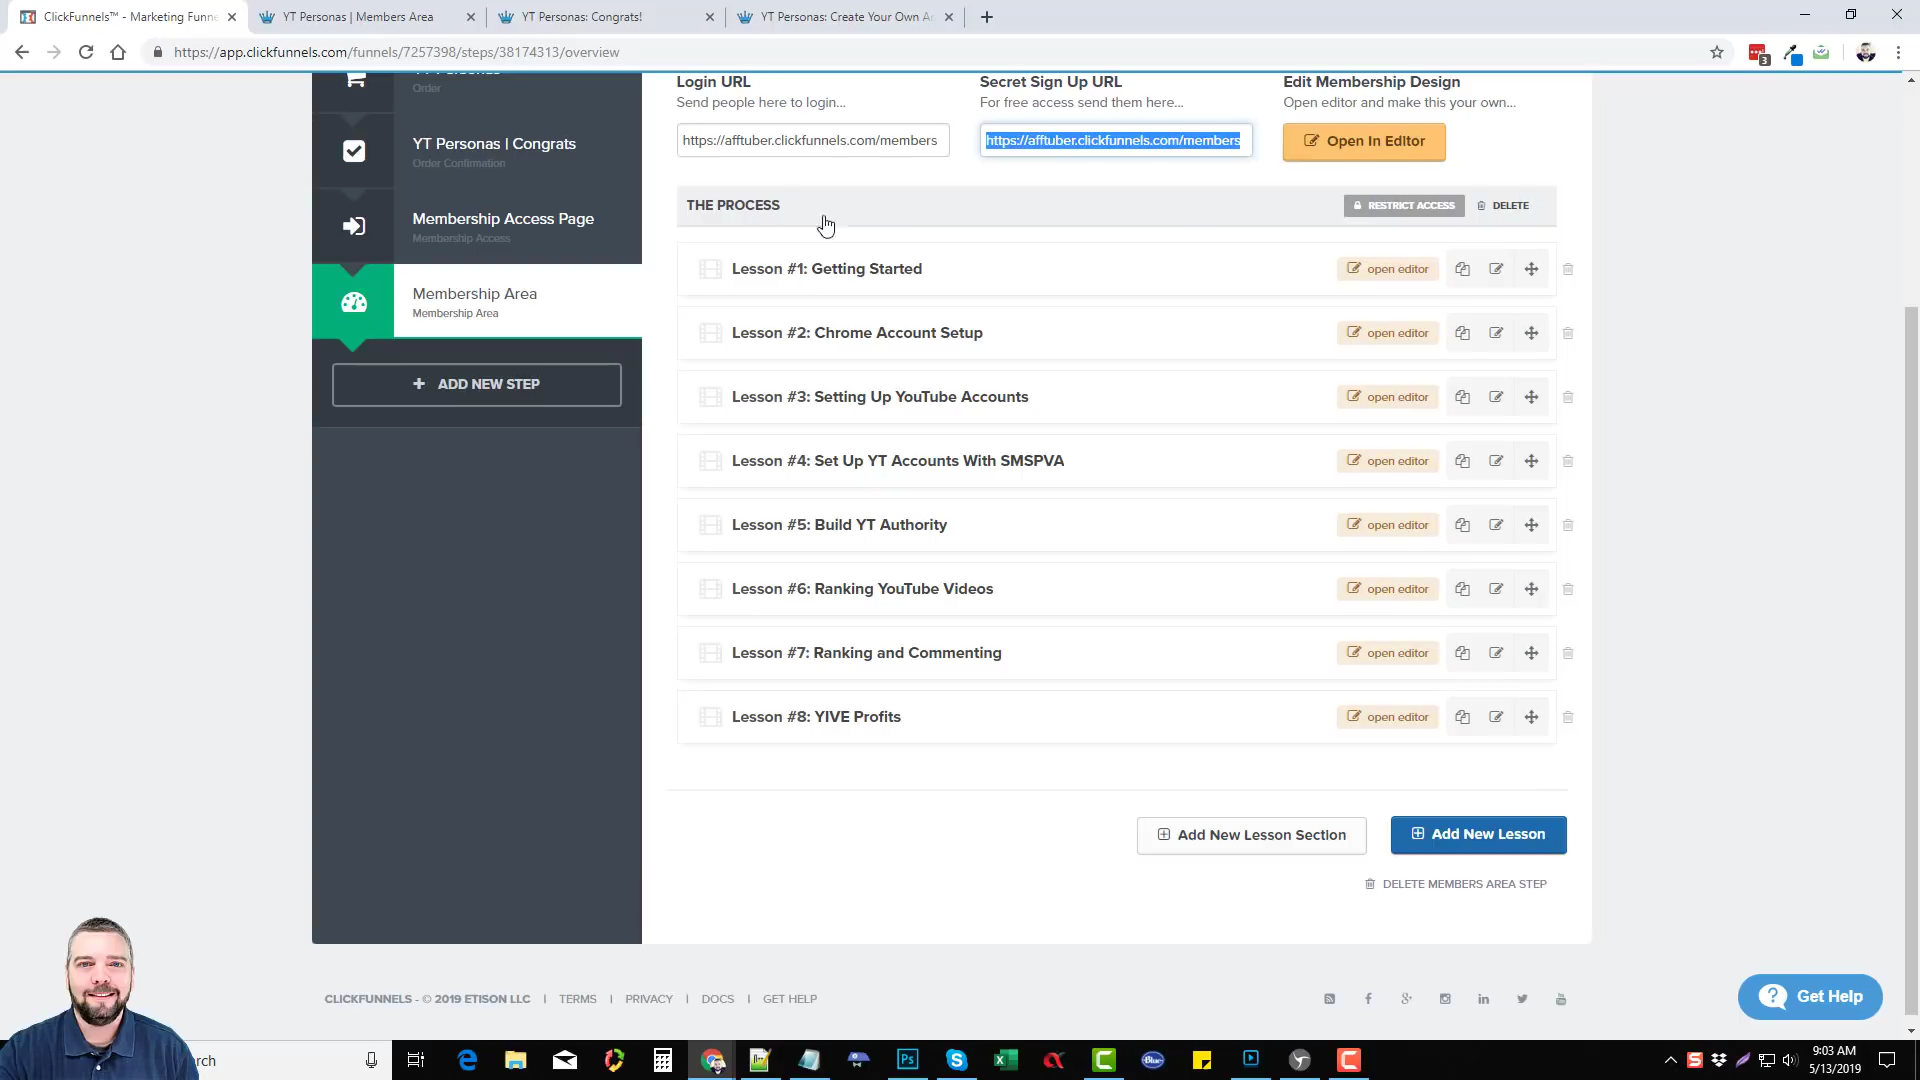 ClickFunnels™ - Marketing Funne
YT Personas | Members Area
YT Personas: Congrats!
YT Personas: Create Your Own Ar
https://app.clickfunnels.com/funnels/7257398/steps/38174313/overview
3
Order
YT Personas | Congrats
Order Confirmation
Membership Access Page
Membership Access
Membership Area
Membership Area
ADD NEW STEP
Login URL
Send people here to login...
https://afftuber.clickfunnels.com/members
Secret Sign Up URL
For free access send them here...
https://afftuber.clickfunnels.com/members
Edit Membership Design
Open editor and make this your own...
Open In Editor
THE PROCESS
RESTRICT ACCESS
DELETE
Lesson #1: Getting Started
open editor
Lesson #2: Chrome Account Setup
open editor
Lesson #3: Setting Up YouTube Accounts
open editor
Lesson #4: Set Up YT Accounts With SMSPVA
open editor
Lesson #5: Build YT Authority
open editor
Lesson #6: Ranking YouTube Videos
open editor
Lesson #7: Ranking and Commenting
open editor
Lesson #8: YIVE Profits
open editor
Add New Lesson Section
Add New Lesson
DELETE MEMBERS AREA STEP
CLICKFUNNELS - © 2019 ETISON LLC | TERMS | PRIVACY | DOCS | GET HELP
Get Help
rch
9:03 AM
5/13/2019